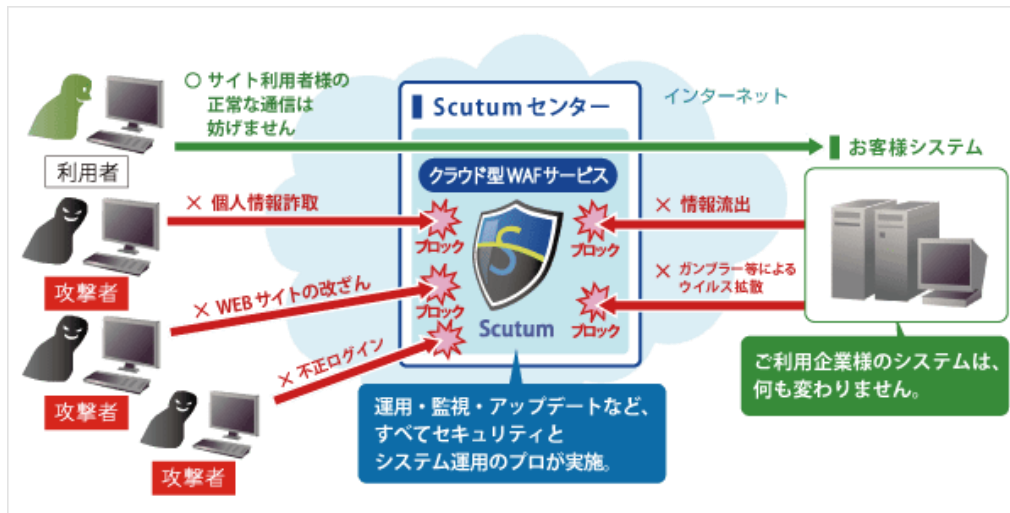 ○ サイト利用者様の
正常な通信は
妨げません
利用者
Scutumセンター
インターネット
お客様システム
クラウド型WAFサービス
× 個人情報詐取
ブロック
ブロック
× 情報流出
攻撃者
× WEBサイトの改ざん
ブロック
ブロック
× ガンブラー等による
ウイルス拡散
Scutum
攻撃者
× 不正ログイン
攻撃者
運用・監視・アップデートなど、
すべてセキュリティと
システム運用のプロが実施。
ご利用企業様のシステムは、
何も変わりません。